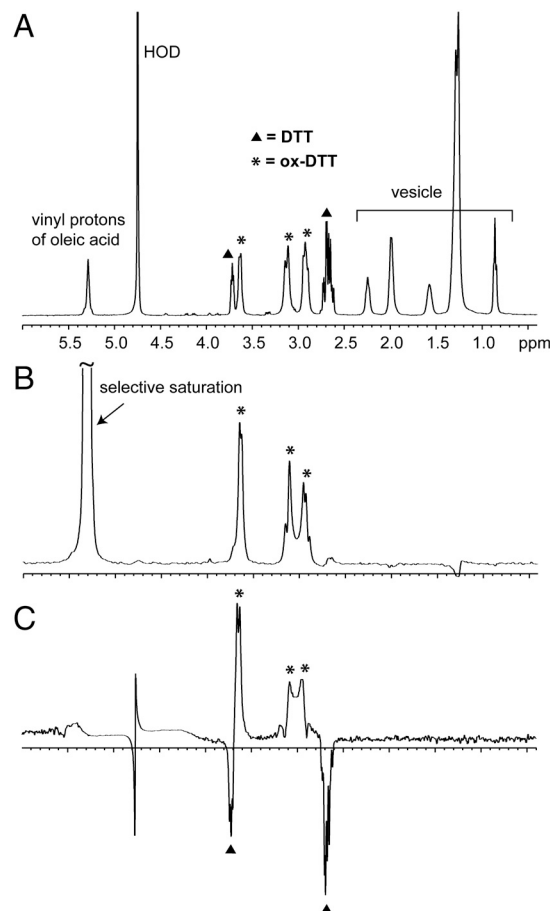 A
HOD
▲ = DTT
* = ox-DTT
vesicle
vinyl protons
of oleic acid
▲ * * * ▲
5.5 5.0 4.5 4.0 3.5 3.0 2.5 2.0 1.5 1.0 ppm
B
~
selective saturation
* * *
C
* * *
▲ ▲